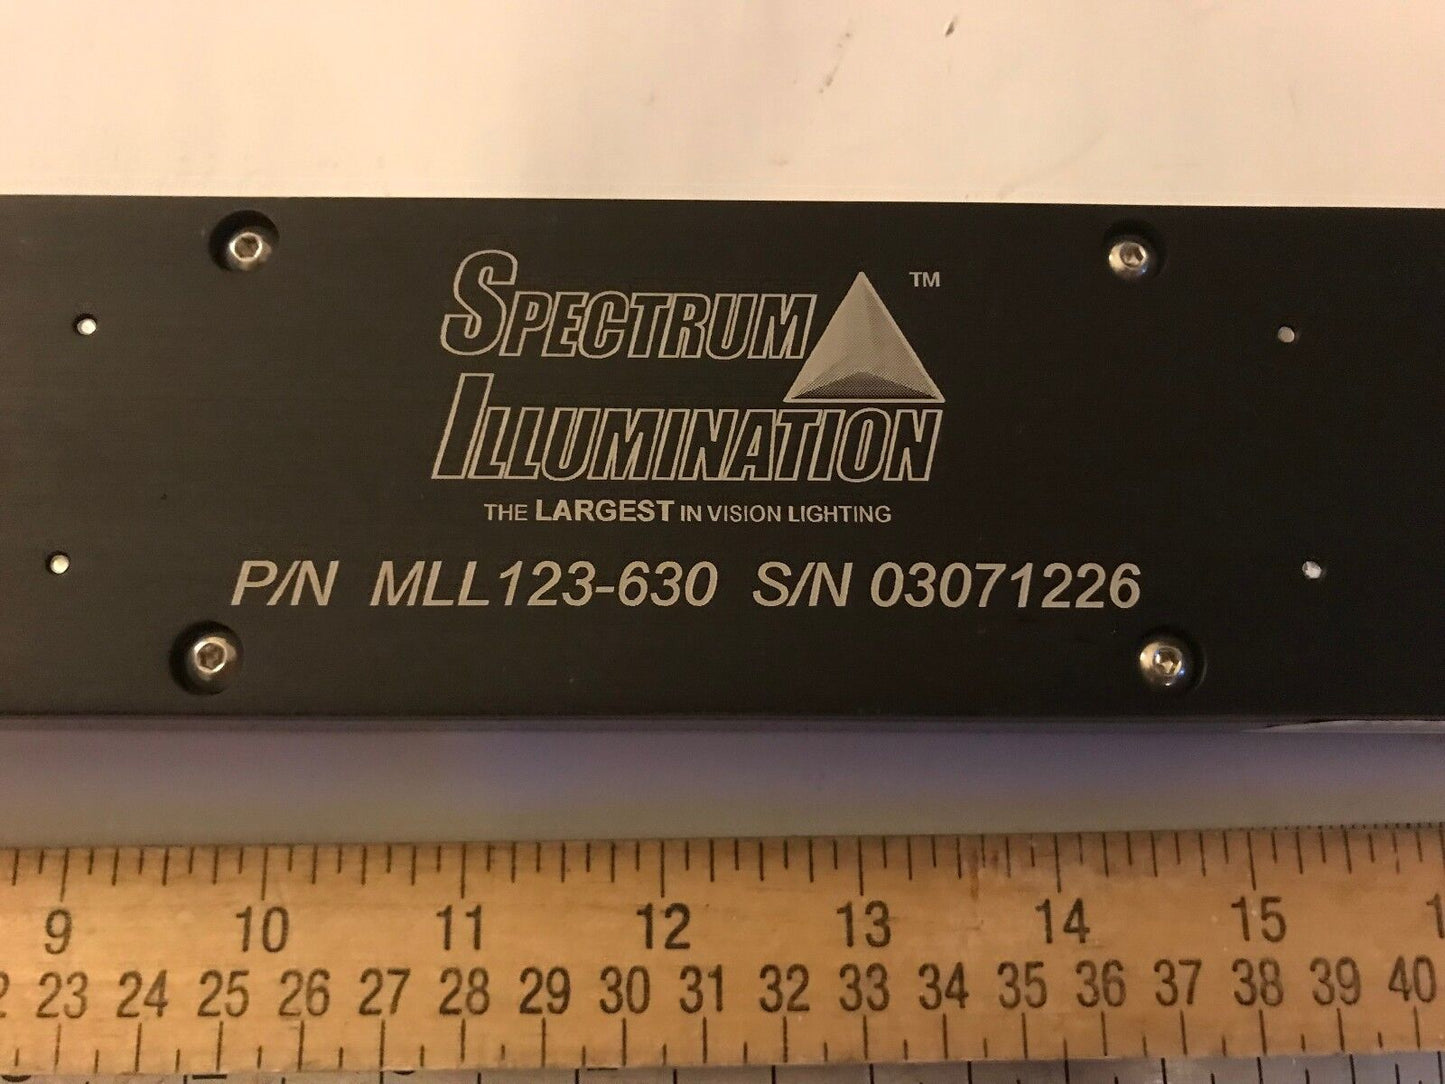 SPECTRUM TM
ILLUMINATION
THE LARGEST IN VISION LIGHTING
P/N MLL123-630 S/N 03071226
9 10 11 12 13 14 15
23 24 25 26 27 28 29 30 31 32 33 34 35 36 37 38 39 40